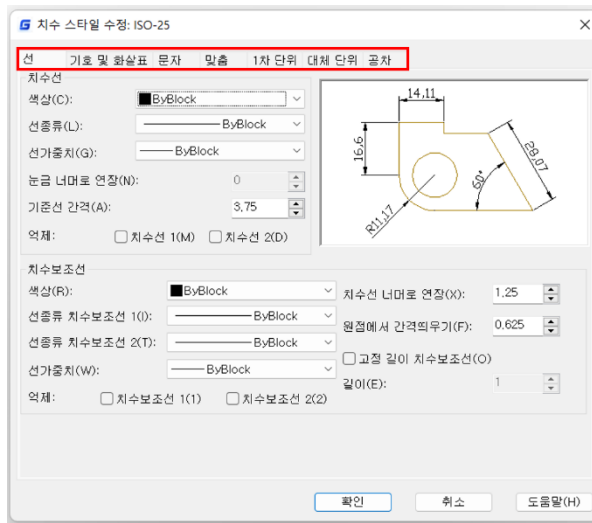 치수 스타일 수정: ISO-25
선 기호 및 화살표 문자 맞춤 1차 단위 대체 단위 공차
치수선
색상(C): ByBlock
선종류(L): ByBlock
선가중치(G): ByBlock
눈금 너머로 연장(N): 0
기준선 간격(A): 3,75
억제: 치수선 1(M) 치수선 2(D)
14,11
16,6
28,07
60°
R11,17
치수보조선
색상(R): ByBlock
선종류 치수보조선 1(I): ByBlock
선종류 치수보조선 2(T): ByBlock
선가중치(W): ByBlock
억제: 치수보조선 1(1) 치수보조선 2(2)
치수선 너머로 연장(X): 1,25
원점에서 간격띄우기(F): 0,625
고정 길이 치수보조선(O)
길이(E): 1
확인 취소 도움말(H)